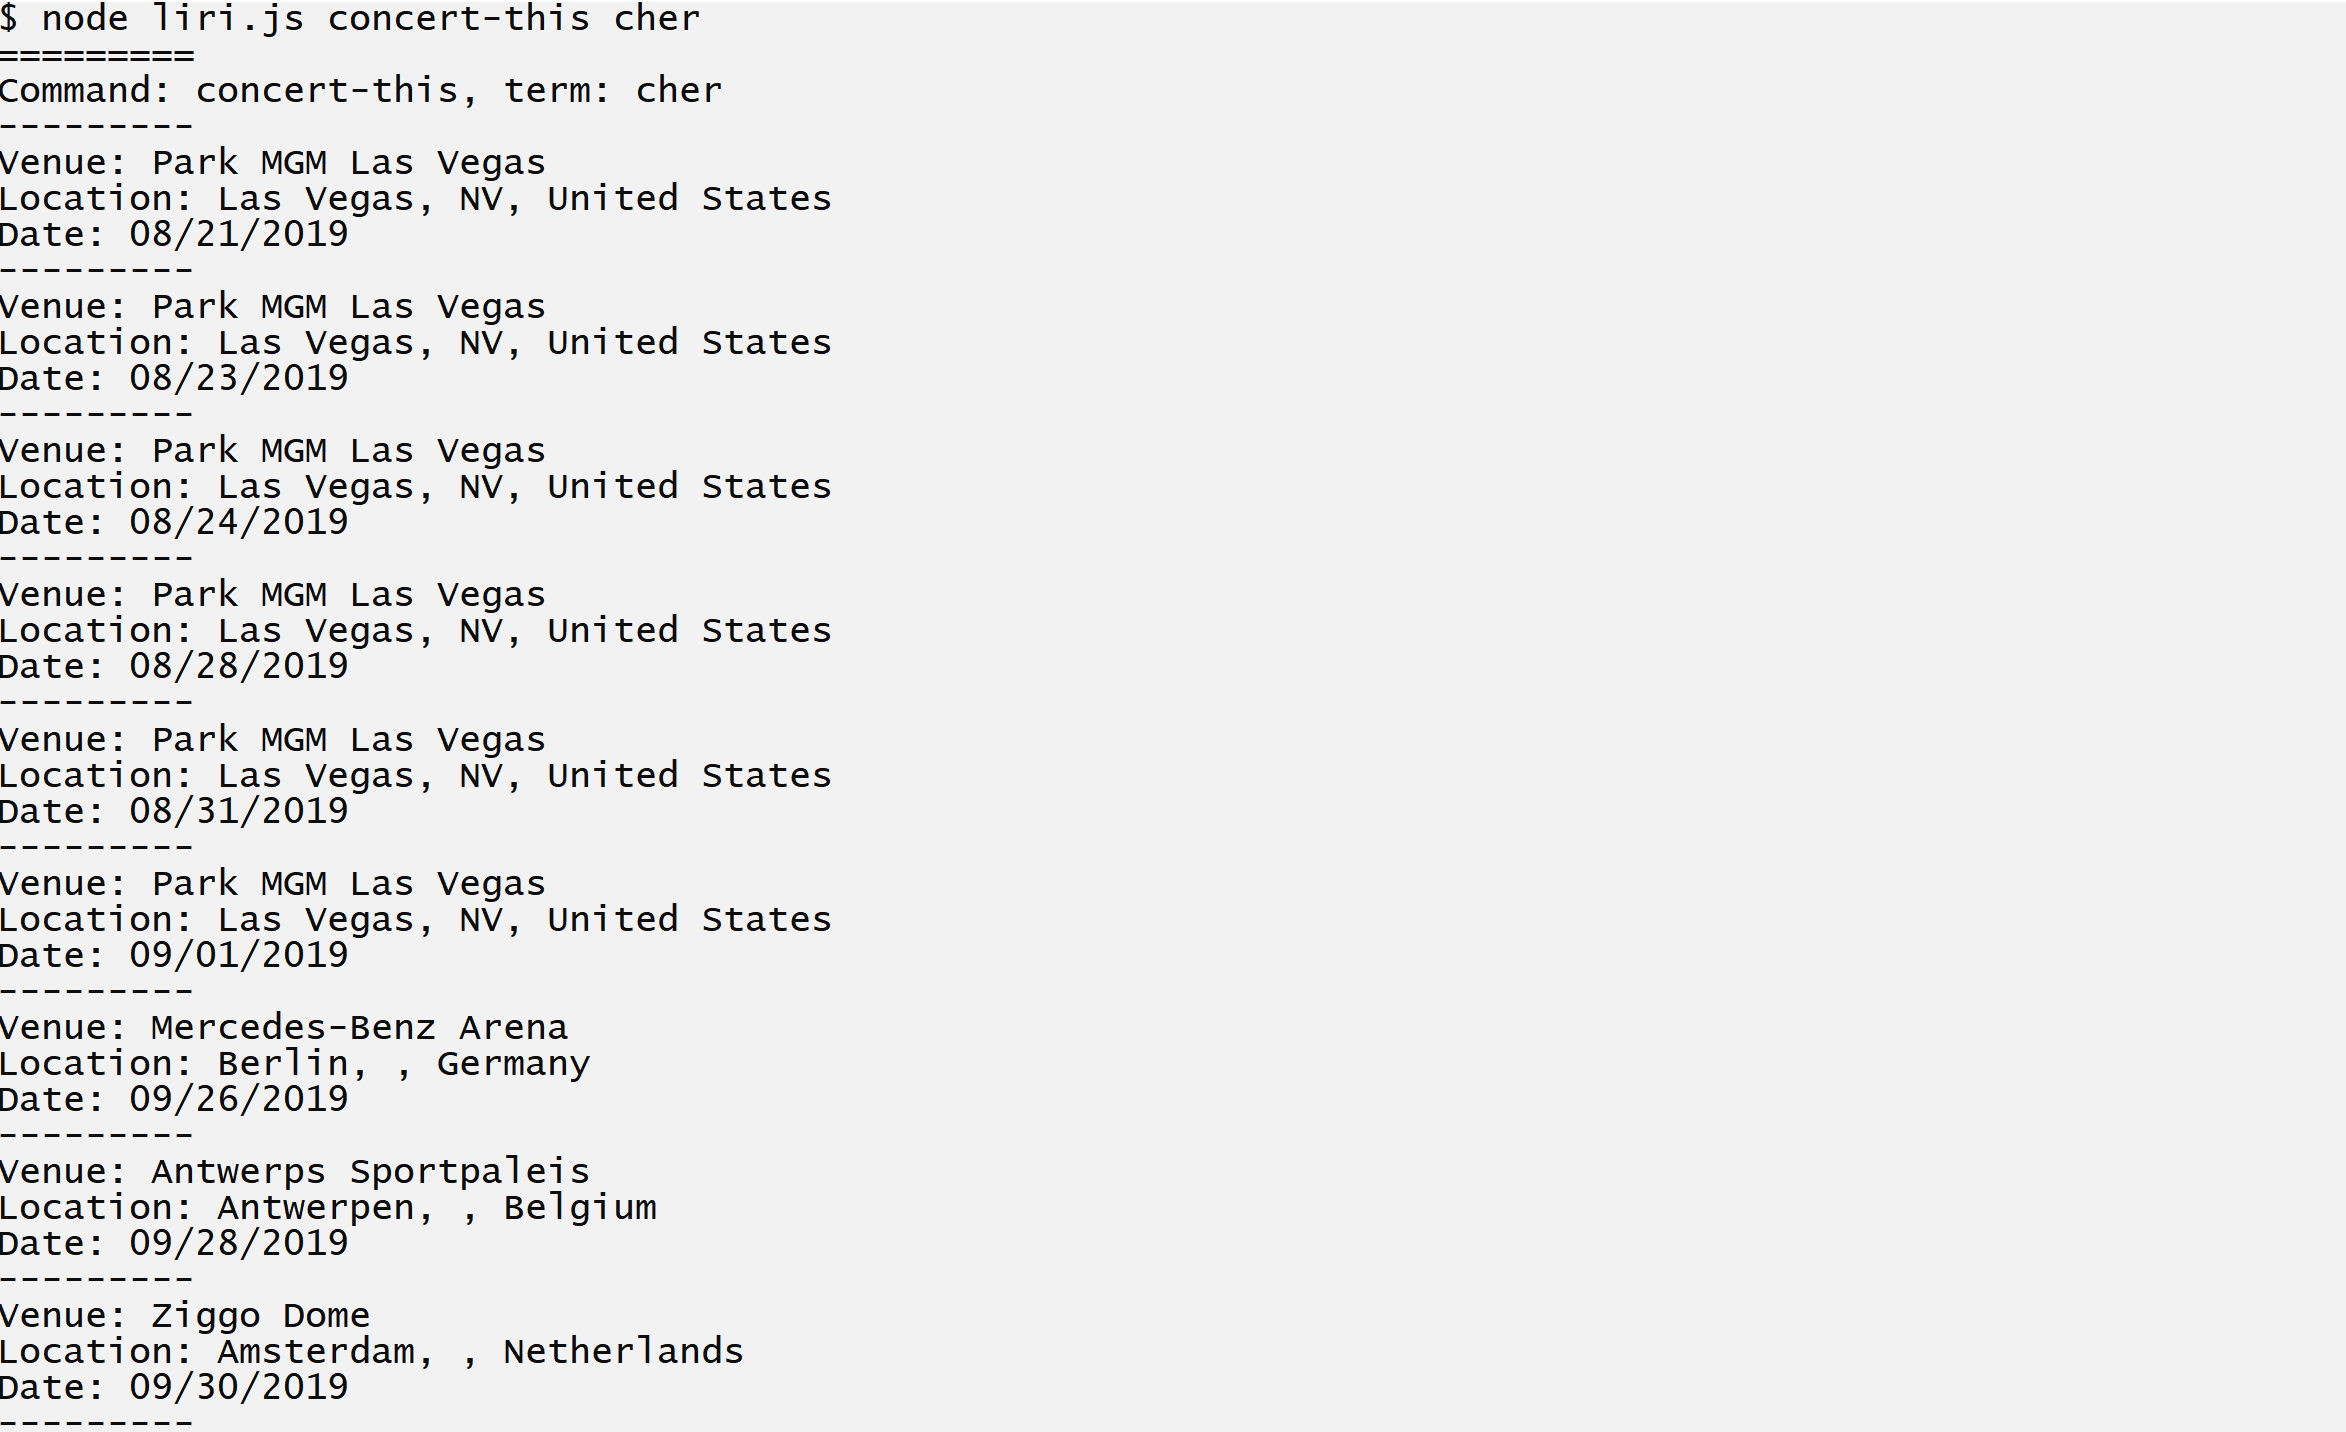 $ node liri.js concert-this cher
=========
Command: concert-this, term: cher
---------
Venue: Park MGM Las Vegas
Location: Las Vegas, NV, United States
Date: 08/21/2019
---------
Venue: Park MGM Las Vegas
Location: Las Vegas, NV, United States
Date: 08/23/2019
---------
Venue: Park MGM Las Vegas
Location: Las Vegas, NV, United States
Date: 08/24/2019
---------
Venue: Park MGM Las Vegas
Location: Las Vegas, NV, United States
Date: 08/28/2019
---------
Venue: Park MGM Las Vegas
Location: Las Vegas, NV, United States
Date: 08/31/2019
---------
Venue: Park MGM Las Vegas
Location: Las Vegas, NV, United States
Date: 09/01/2019
---------
Venue: Mercedes-Benz Arena
Location: Berlin, , Germany
Date: 09/26/2019
---------
Venue: Antwerps Sportpaleis
Location: Antwerpen, , Belgium
Date: 09/28/2019
---------
Venue: Ziggo Dome
Location: Amsterdam, , Netherlands
Date: 09/30/2019
---------